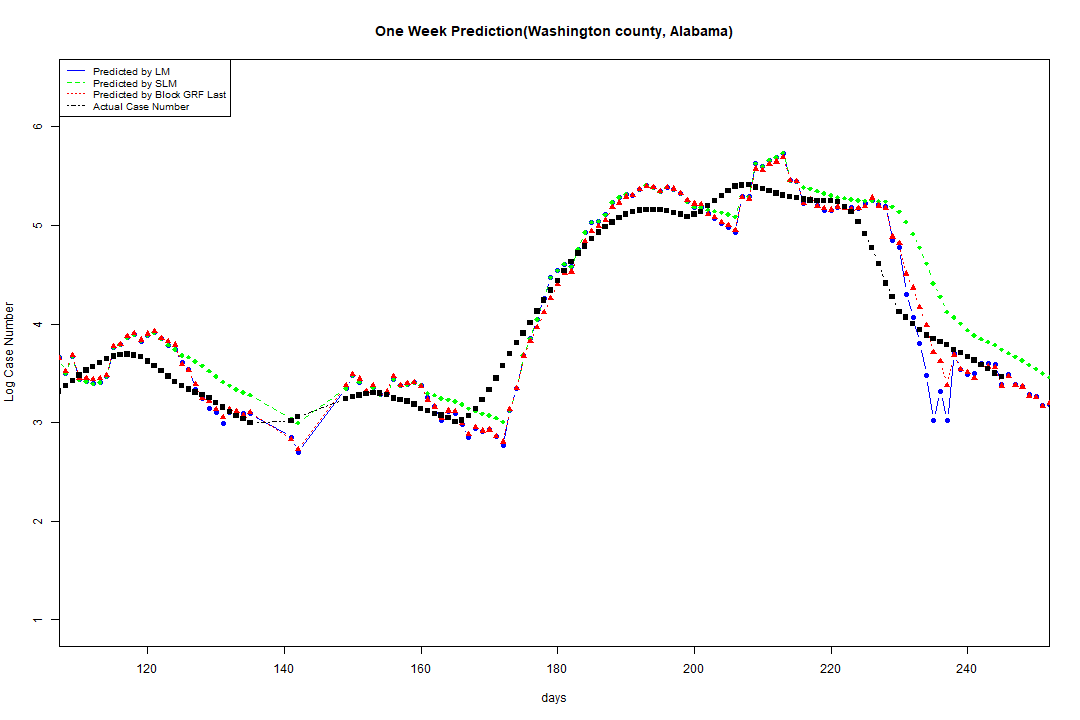 One Week Prediction(Washington county, Alabama)
Predicted by LM
Predicted by SLM
Predicted by Block GRF Last
Actual Case Number
6
5
4
3
2
1
Log Case Number
120 140 160 180 200 220 240
days